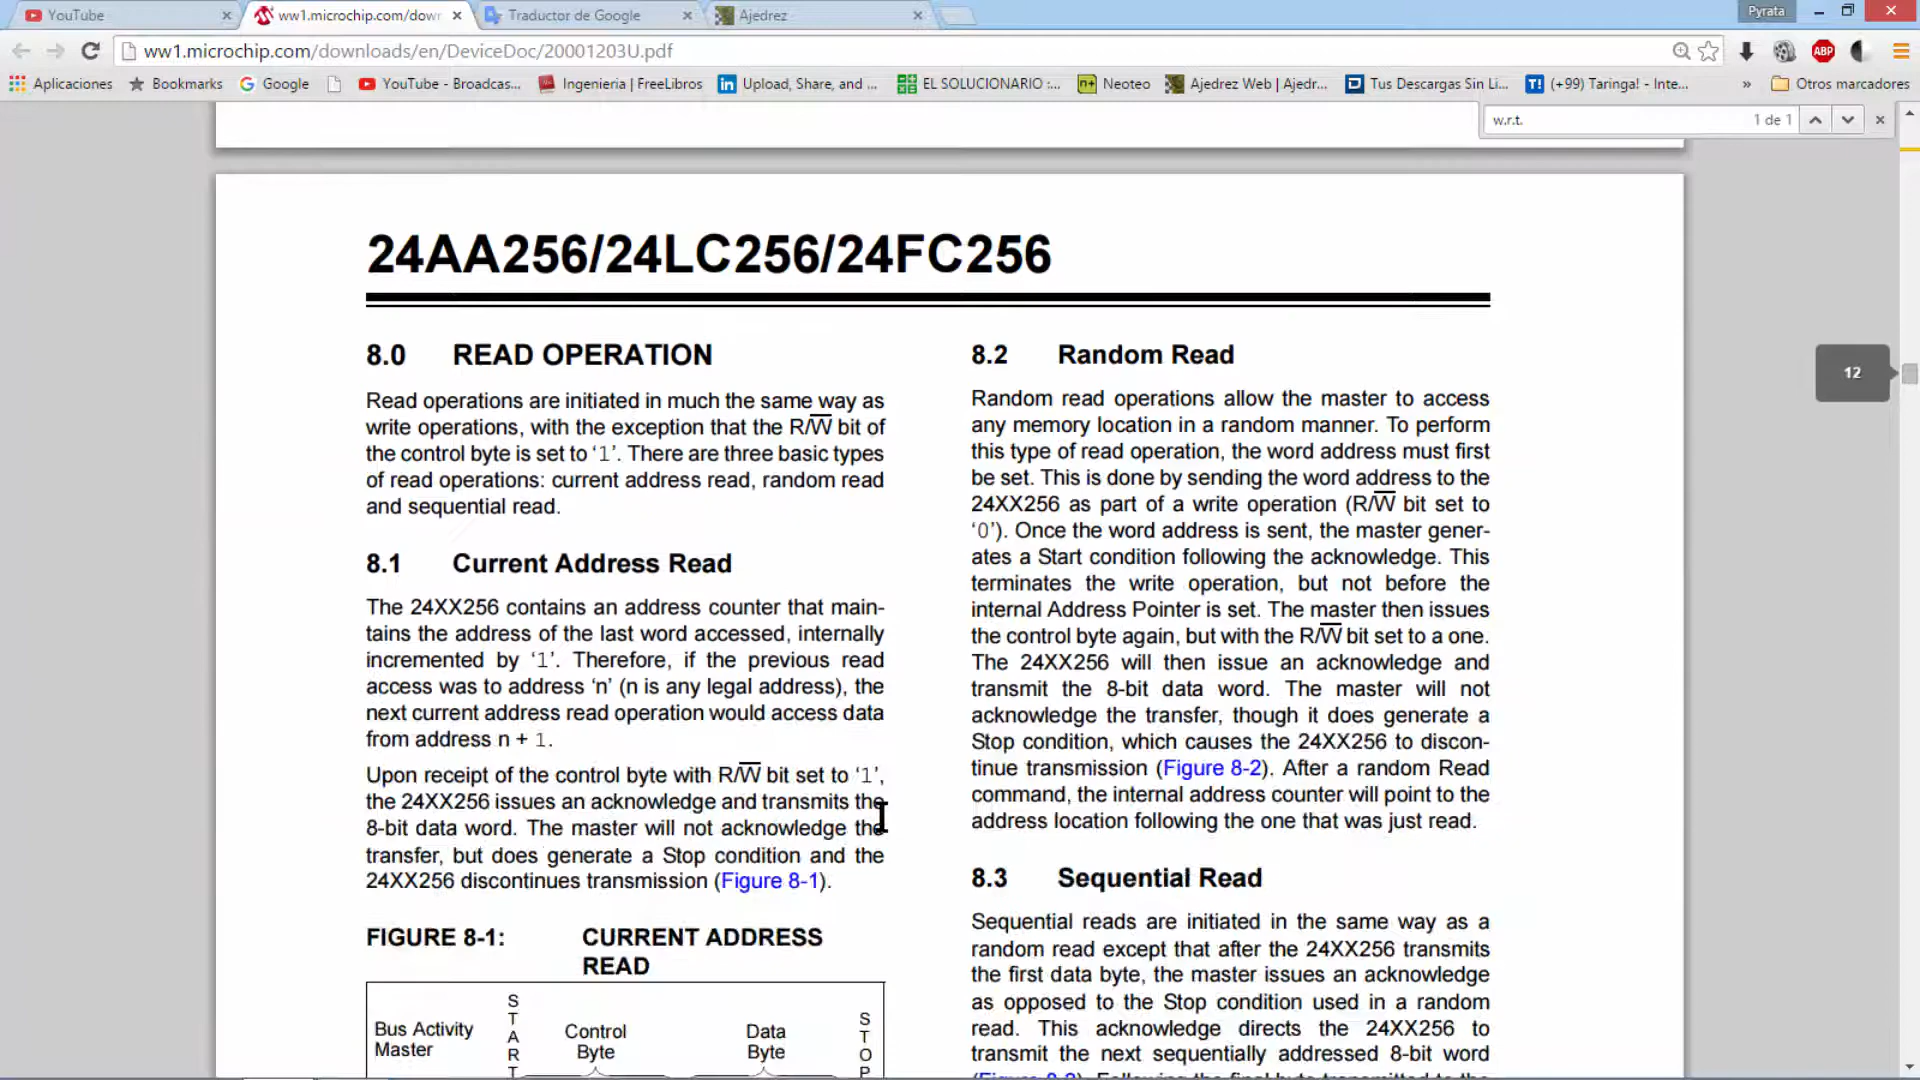 YouTube
ww1.microchip.com/dowr
Traductor de Google
Ajedrez
Pyrata
ww1.microchip.com/downloads/en/DeviceDoc/20001203U.pdf
ABP
Aplicaciones
Bookmarks
Google
YouTube - Broadcas...
Ingenieria | FreeLibros
Upload, Share, and ...
EL SOLUCIONARIO :...
n+ Neoteo
Ajedrez Web | Ajedr...
Tus Descargas Sin Li...
T! (+99) Taringa! - Inte...
»
Otros marcadores
w.r.t.
1 de 1
24AA256/24LC256/24FC256
8.0 READ OPERATION
Read operations are initiated in much the same way as
write operations, with the exception that the R/W̅ bit of
the control byte is set to ‘1’. There are three basic types
of read operations: current address read, random read
and sequential read.
8.1 Current Address Read
The 24XX256 contains an address counter that main-
tains the address of the last word accessed, internally
incremented by ‘1’. Therefore, if the previous read
access was to address ‘n’ (n is any legal address), the
next current address read operation would access data
from address n + 1.
Upon receipt of the control byte with R/W̅ bit set to ‘1’,
the 24XX256 issues an acknowledge and transmits the
8-bit data word. The master will not acknowledge the
transfer, but does generate a Stop condition and the
24XX256 discontinues transmission (Figure 8-1).
FIGURE 8-1: CURRENT ADDRESS
READ
Bus Activity
Master
START
Control
Byte
Data
Byte
STOP
8.2 Random Read
Random read operations allow the master to access
any memory location in a random manner. To perform
this type of read operation, the word address must first
be set. This is done by sending the word address to the
24XX256 as part of a write operation (R/W̅ bit set to
‘0’). Once the word address is sent, the master gener-
ates a Start condition following the acknowledge. This
terminates the write operation, but not before the
internal Address Pointer is set. The master then issues
the control byte again, but with the R/W̅ bit set to a one.
The 24XX256 will then issue an acknowledge and
transmit the 8-bit data word. The master will not
acknowledge the transfer, though it does generate a
Stop condition, which causes the 24XX256 to discon-
tinue transmission (Figure 8-2). After a random Read
command, the internal address counter will point to the
address location following the one that was just read.
8.3 Sequential Read
Sequential reads are initiated in the same way as a
random read except that after the 24XX256 transmits
the first data byte, the master issues an acknowledge
as opposed to the Stop condition used in a random
read. This acknowledge directs the 24XX256 to
transmit the next sequentially addressed 8-bit word
12